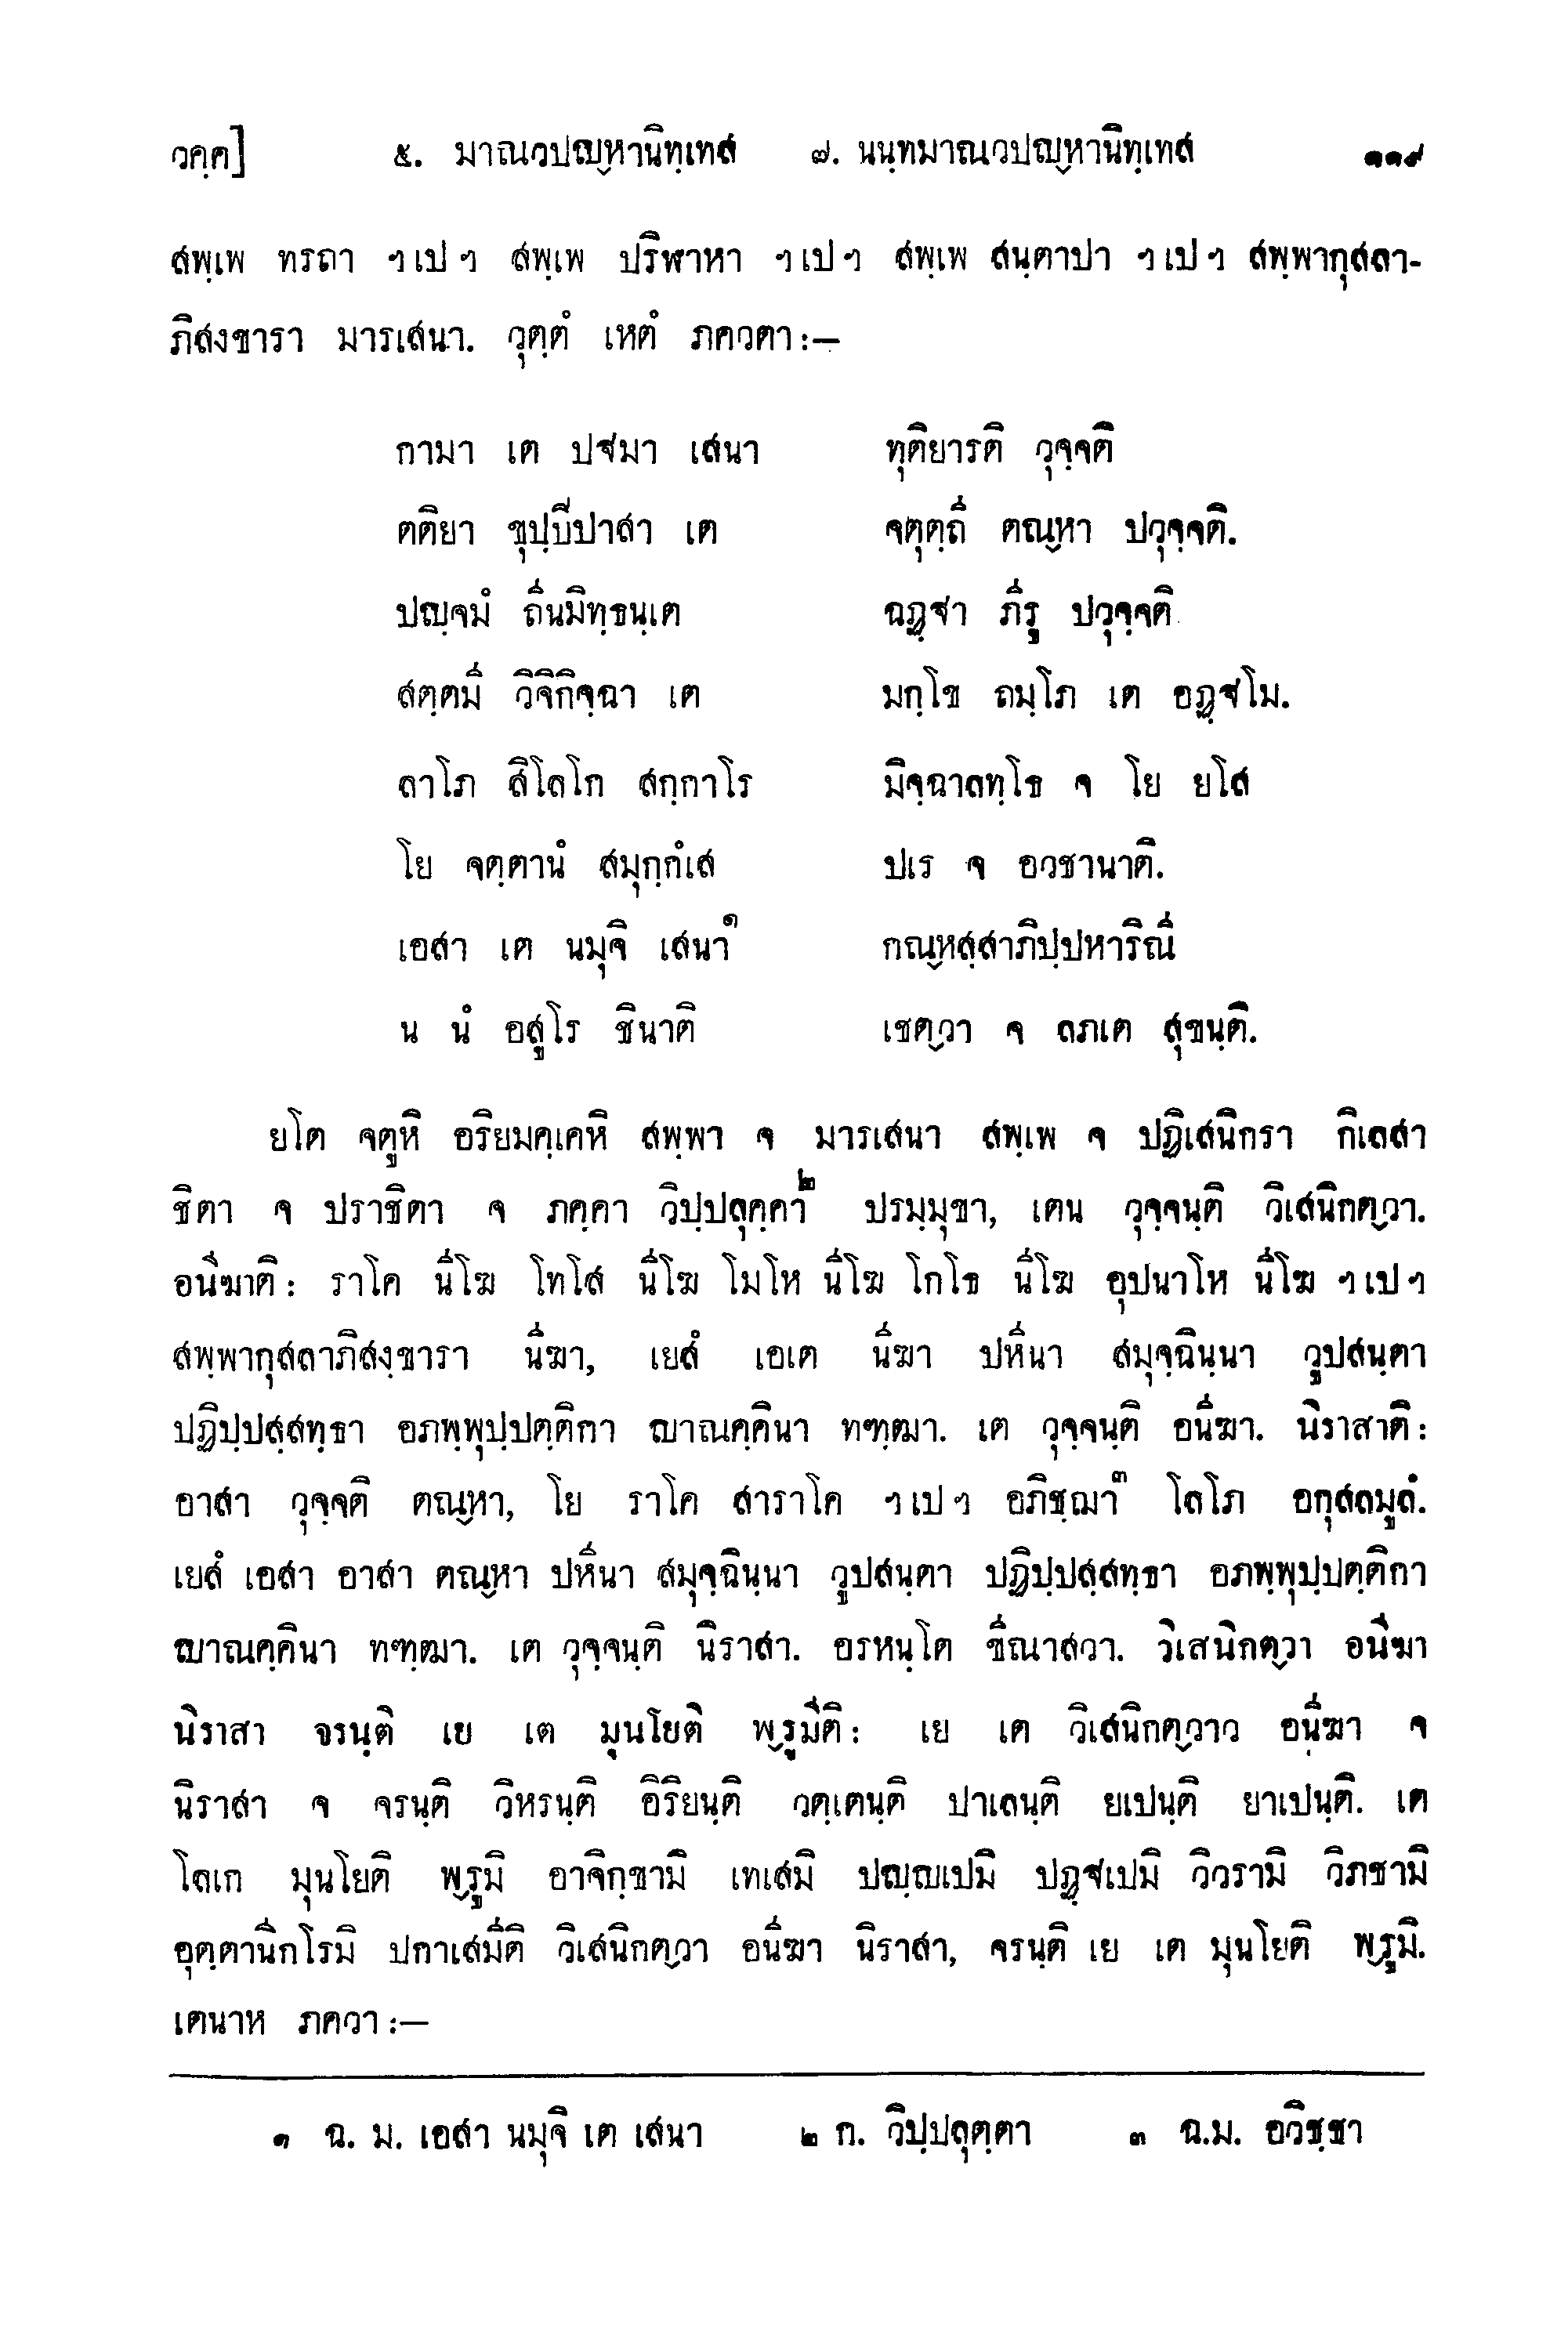 วคฺค] ๕. มาณวปญฺหานิทฺเทส ๗. นนฺทมาณวปญฺหานิทฺเทส ๑๑๙
สพฺเพ ทรถา ฯเปฯ สพฺเพ ปริฬาหา ฯเปฯ สพฺเพ สนฺตาปา ฯเปฯ สพฺพากุสลา-
ภิสงขารา มารเสนา. วุตฺตํ เหตํ ภควตา :—
กามา เต ปฐมา เสนา ทุติยารติ วุจฺจติ
ตติยา ขุปฺปิปาสา เต จตุตฺถี ตณฺหา ปวุจฺจติ.
ปญฺจมํ ถีนมิทฺธนฺเต ฉฏฺฐา ภีรู ปวุจฺจติ
สตฺตมี วิจิกิจฺฉา เต มกฺโข ถมฺโภ เต อฏฺฐโม.
ลาโภ สิโลโก สกฺกาโร มิจฺฉาลทฺโธ จ โย ยโส
โย จตฺตานํ สมุกฺกํเส ปเร จ อวชานาติ.
เอสา เต นมุจิ เสนา๑ กณฺหสฺสาภิปฺปหาริณี
น นํ อสูโร ชินาติ เชตฺวา จ ลภเต สุขนฺติ.
ยโต จตูหิ อริยมคฺเคหิ สพฺพา จ มารเสนา สพฺเพ จ ปฏิเสนิกรา กิเลสา
ชิตา จ ปราชิตา จ ภคฺคา วิปฺปลุคฺคา๒ ปรมฺมุขา, เตน วุจฺจนฺติ วิเสนิกตฺวา.
อนีฆาติ : ราโค นีโฆ โทโส นีโฆ โมโห นีโฆ โกโธ นีโฆ อุปนาโห นีโฆ ฯเปฯ
สพฺพากุสลาภิสงฺขารา นีฆา, เยสํ เอเต นีฆา ปหีนา สมุจฺฉินฺนา วูปสนฺตา
ปฏิปฺปสฺสทฺธา อภพฺพุปฺปตฺติกา ญาณคฺคินา ทฑฺฒา. เต วุจฺจนฺติ อนีฆา. นิราสาติ :
อาสา วุจฺจติ ตณฺหา, โย ราโค สาราโค ฯเปฯ อภิชฺฌา๓ โลโภ อกุสลมูลํ.
เยสํ เอสา อาสา ตณฺหา ปหีนา สมุจฺฉินฺนา วูปสนฺตา ปฏิปฺปสฺสทฺธา อภพฺพุปฺปตฺติกา
ญาณคฺคินา ทฑฺฒา. เต วุจฺจนฺติ นิราสา. อรหนฺโต ขีณาสวา. วิเสนิกตฺวา อนีฆา
นิราสา จรนฺติ เย เต มุนโยติ พฺรูมีติ : เย เต วิเสนิกตฺวาว อนีฆา จ
นิราสา จ จรนฺติ วิหรนฺติ อิริยนฺติ วตฺเตนฺติ ปาเลนฺติ ยเปนฺติ ยาเปนฺติ. เต
โลเก มุนโยติ พฺรูมิ อาจิกฺขามิ เทเสมิ ปญฺญเปมิ ปฏฺฐเปมิ วิวรามิ วิภชามิ
อุตฺตานีกโรมิ ปกาเสมีติ วิเสนิกตฺวา อนีฆา นิราสา, จรนฺติ เย เต มุนโยติ พฺรูมิ.
เตนาห ภควา :—
๑ ฉ. ม. เอสา นมุจิ เต เสนา ๒ ก. วิปฺปลุตฺตา ๓ ฉ.ม. อวิชฺชา